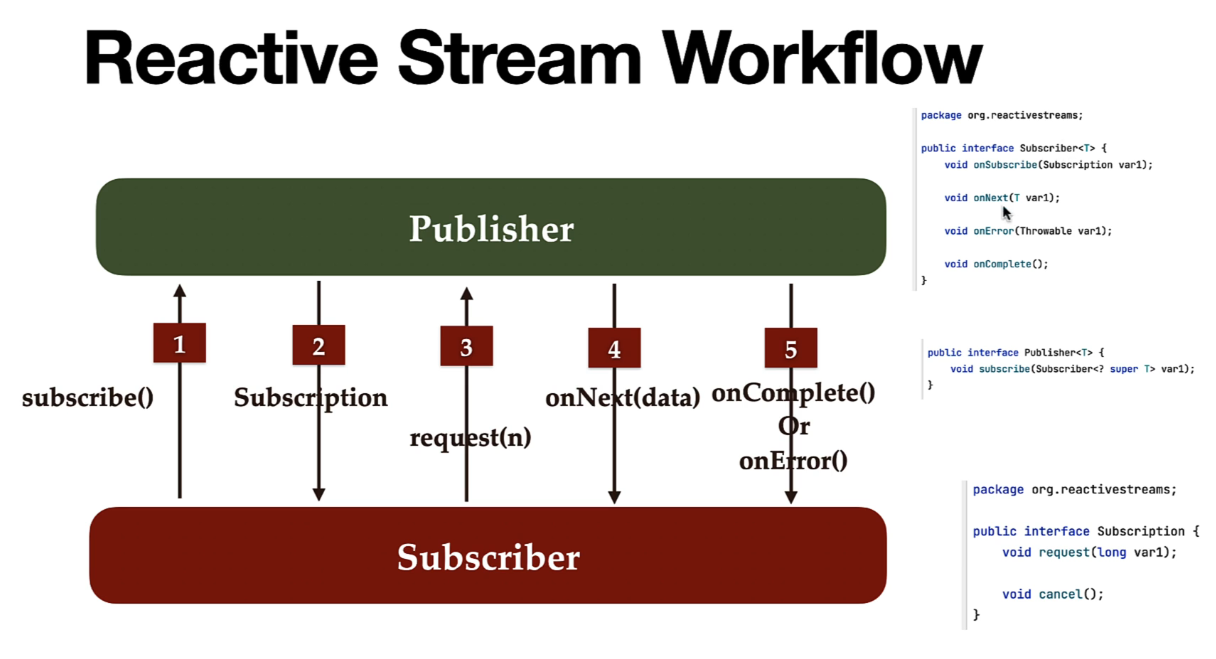 Reactive Stream Workflow
Publisher
1
2
3
4
5
subscribe()
Subscription
request(n)
onNext(data)
onComplete()
Or
onError()
Subscriber
package org.reactivestreams;
public interface Subscriber<T> {
void onSubscribe(Subscription var1);
void onNext(T var1);
void onError(Throwable var1);
void onComplete();
}
public interface Publisher<T> {
void subscribe(Subscriber<? super T> var1);
}
package org.reactivestreams;
public interface Subscription {
void request(long var1);
void cancel();
}